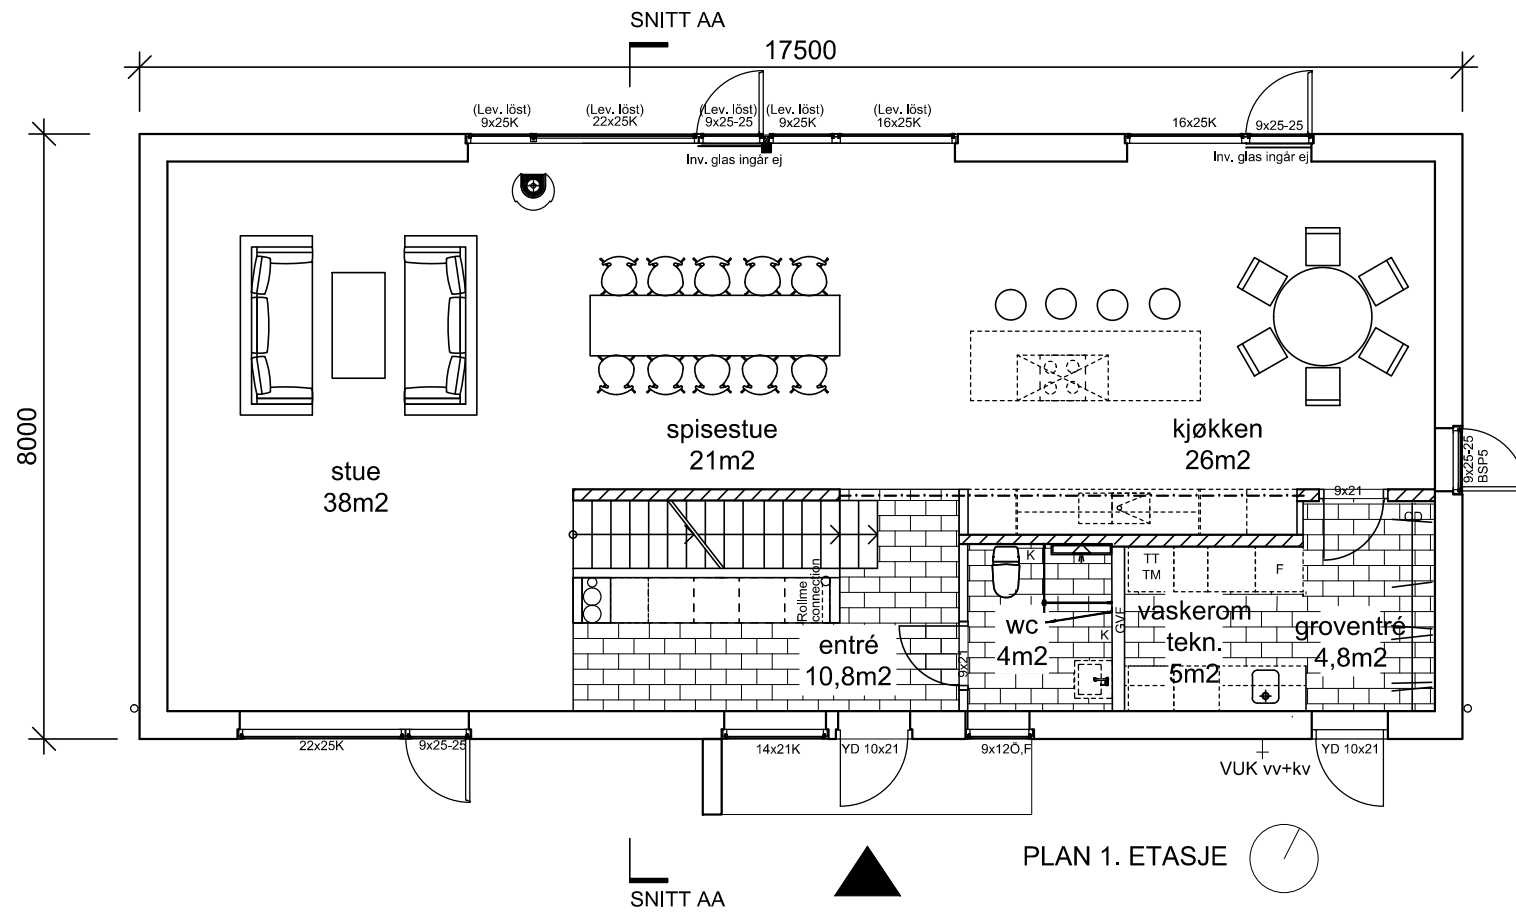 SNITT AA
17500
(Lev. löst)
9x25K
(Lev. löst)
22x25K
(Lev. löst)
9x25-25
(Lev. löst)
9x25K
(Lev. löst)
16x25K
16x25K
9x25-25
Inv. glas ingår ej
Inv. glas ingår ej
8000
stue
38m2
spisestue
21m2
kjøkken
26m2
9x25-25
BSP5
9x21
Rollme
connection
K
TT
TM
F
entré
10,8m2
9x21
wc
4m2
K
GVF
vaskerom
tekn.
5m2
groventré
4,8m2
22x25K
9x25-25
14x21K
YD 10x21
9x12Ö,F
VUK vv+kv
YD 10x21
PLAN 1. ETASJE
SNITT AA